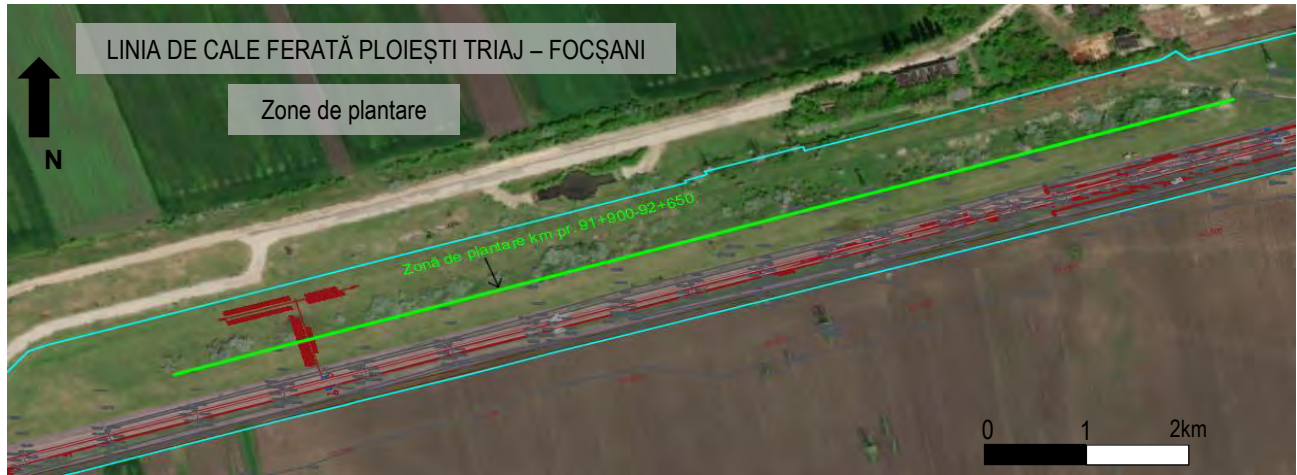 LINIA DE CALE FERATĂ PLOIEȘTI TRIAJ – FOCȘANI
Zone de plantare
N
Zonă de plantare km pr. 91+900-92+650
0 1 2km